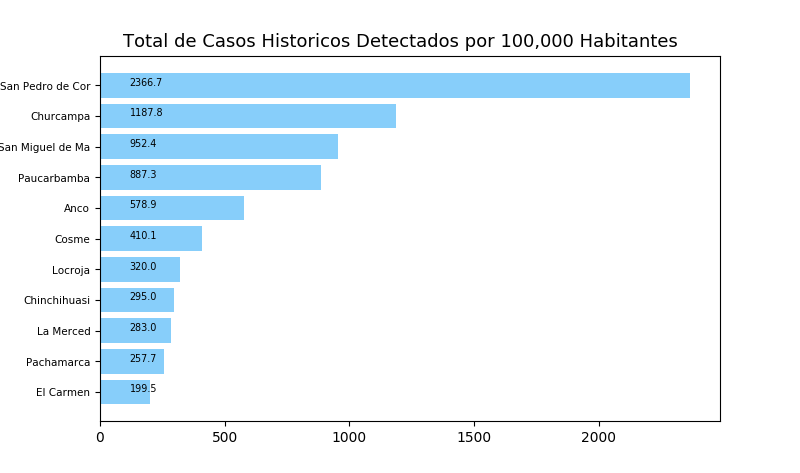 Total de Casos Historicos Detectados por 100,000 Habitantes
San Pedro de Cor 2366.7
Churcampa 1187.8
San Miguel de Ma 952.4
Paucarbamba 887.3
Anco 578.9
Cosme 410.1
Locroja 320.0
Chinchihuasi 295.0
La Merced 283.0
Pachamarca 257.7
El Carmen 199.5
0 500 1000 1500 2000